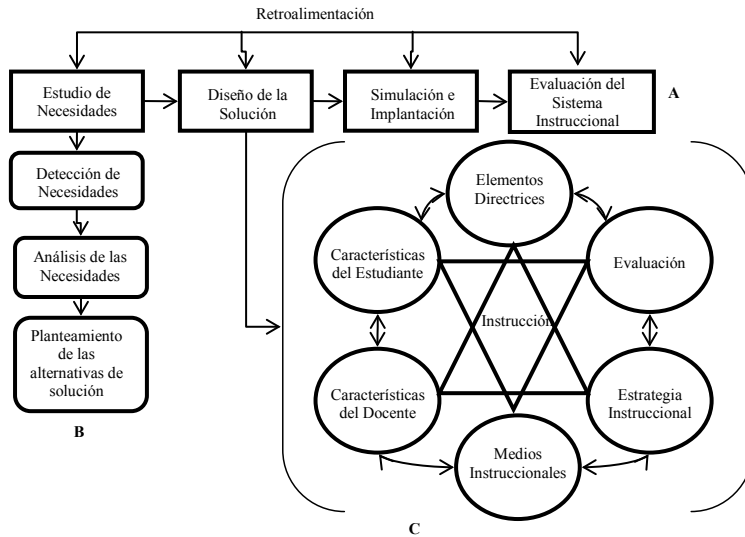 Retroalimentación
Estudio de
Necesidades
Diseño de la
Solución
Simulación e
Implantación
Evaluación del
Sistema
Instruccional
A
Detección de
Necesidades
Análisis de las
Necesidades
Planteamiento
de las
alternativas de
solución
B
Elementos
Directrices
Características
del Estudiante
Evaluación
Instrucción
Características
del Docente
Estrategia
Instruccional
Medios
Instruccionales
C